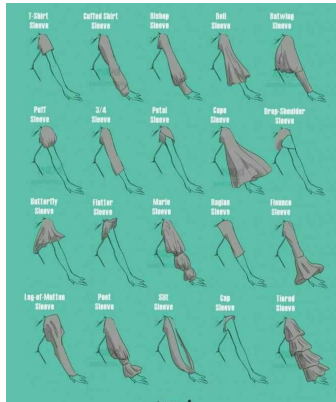 T-Shirt Sleeve
Cuffed Shirt Sleeve
Bishop Sleeve
Bell Sleeve
Batwing Sleeve
Puff Sleeve
3/4 Sleeve
Petal Sleeve
Cape Sleeve
Drop-Shoulder Sleeve
Butterfly Sleeve
Flutter Sleeve
Marie Sleeve
Raglan Sleeve
Flounce Sleeve
Leg-of-Mutton Sleeve
Poet Sleeve
Slit Sleeve
Cap Sleeve
Tiered Sleeve